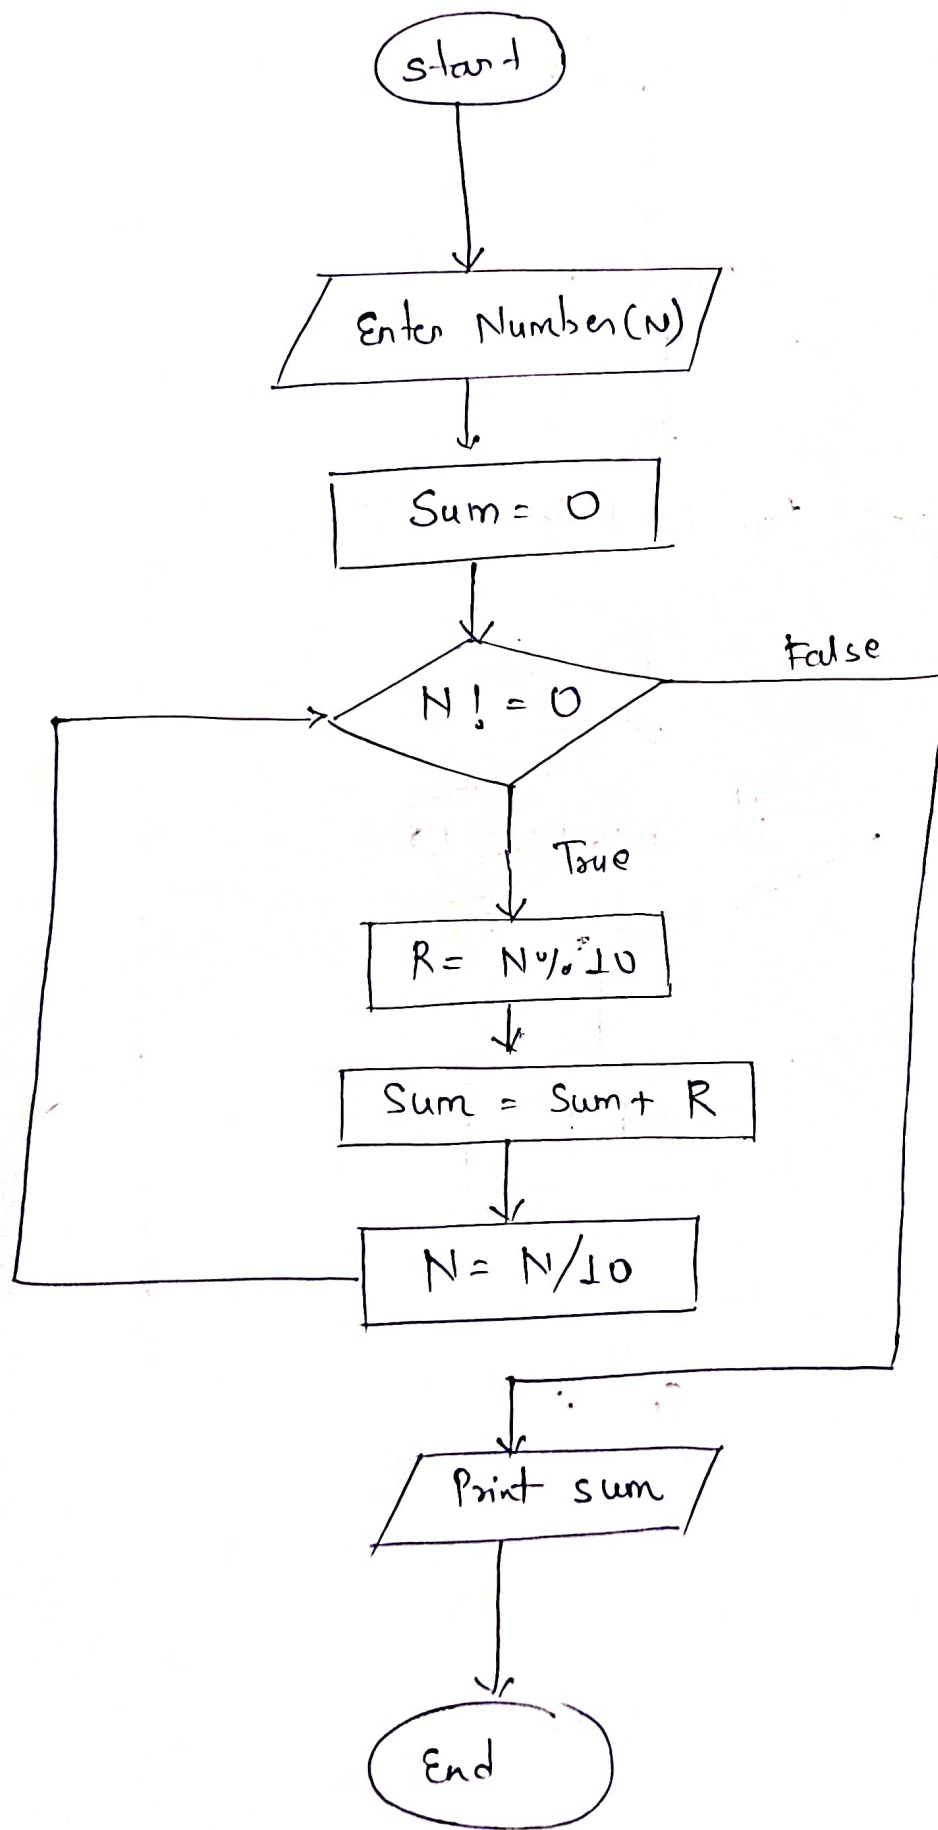 Start
Enter Number(N)
Sum = 0
N != 0
False
True
R = N%10
Sum = Sum + R
N = N/10
Print sum
End